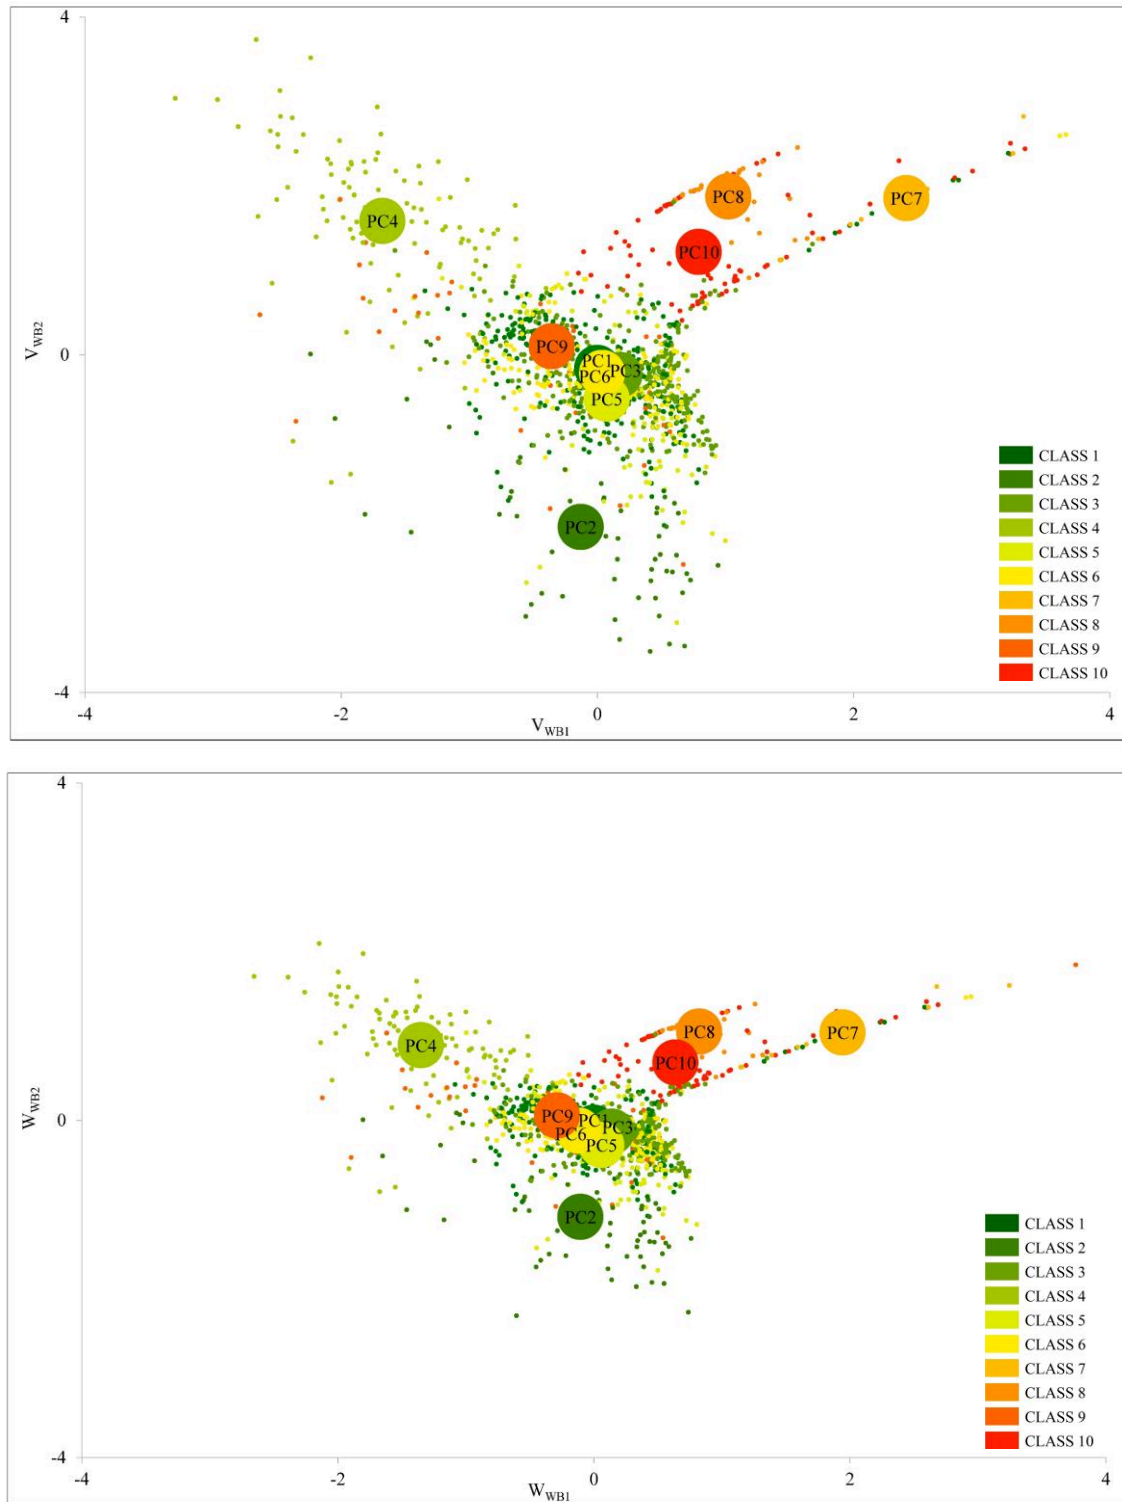 4
PC8
PC7
PC4
PC10
V_WB2
0
PC9
PC1
PC6
PC3
PC5
PC2
CLASS 1
CLASS 2
CLASS 3
CLASS 4
CLASS 5
CLASS 6
CLASS 7
CLASS 8
CLASS 9
CLASS 10
-4
-4
-2
0
2
4
V_WB1
4
PC8
PC7
PC4
PC10
W_WB2
0
PC9
PC1
PC6
PC3
PC5
PC2
CLASS 1
CLASS 2
CLASS 3
CLASS 4
CLASS 5
CLASS 6
CLASS 7
CLASS 8
CLASS 9
CLASS 10
-4
-4
-2
0
2
4
W_WB1